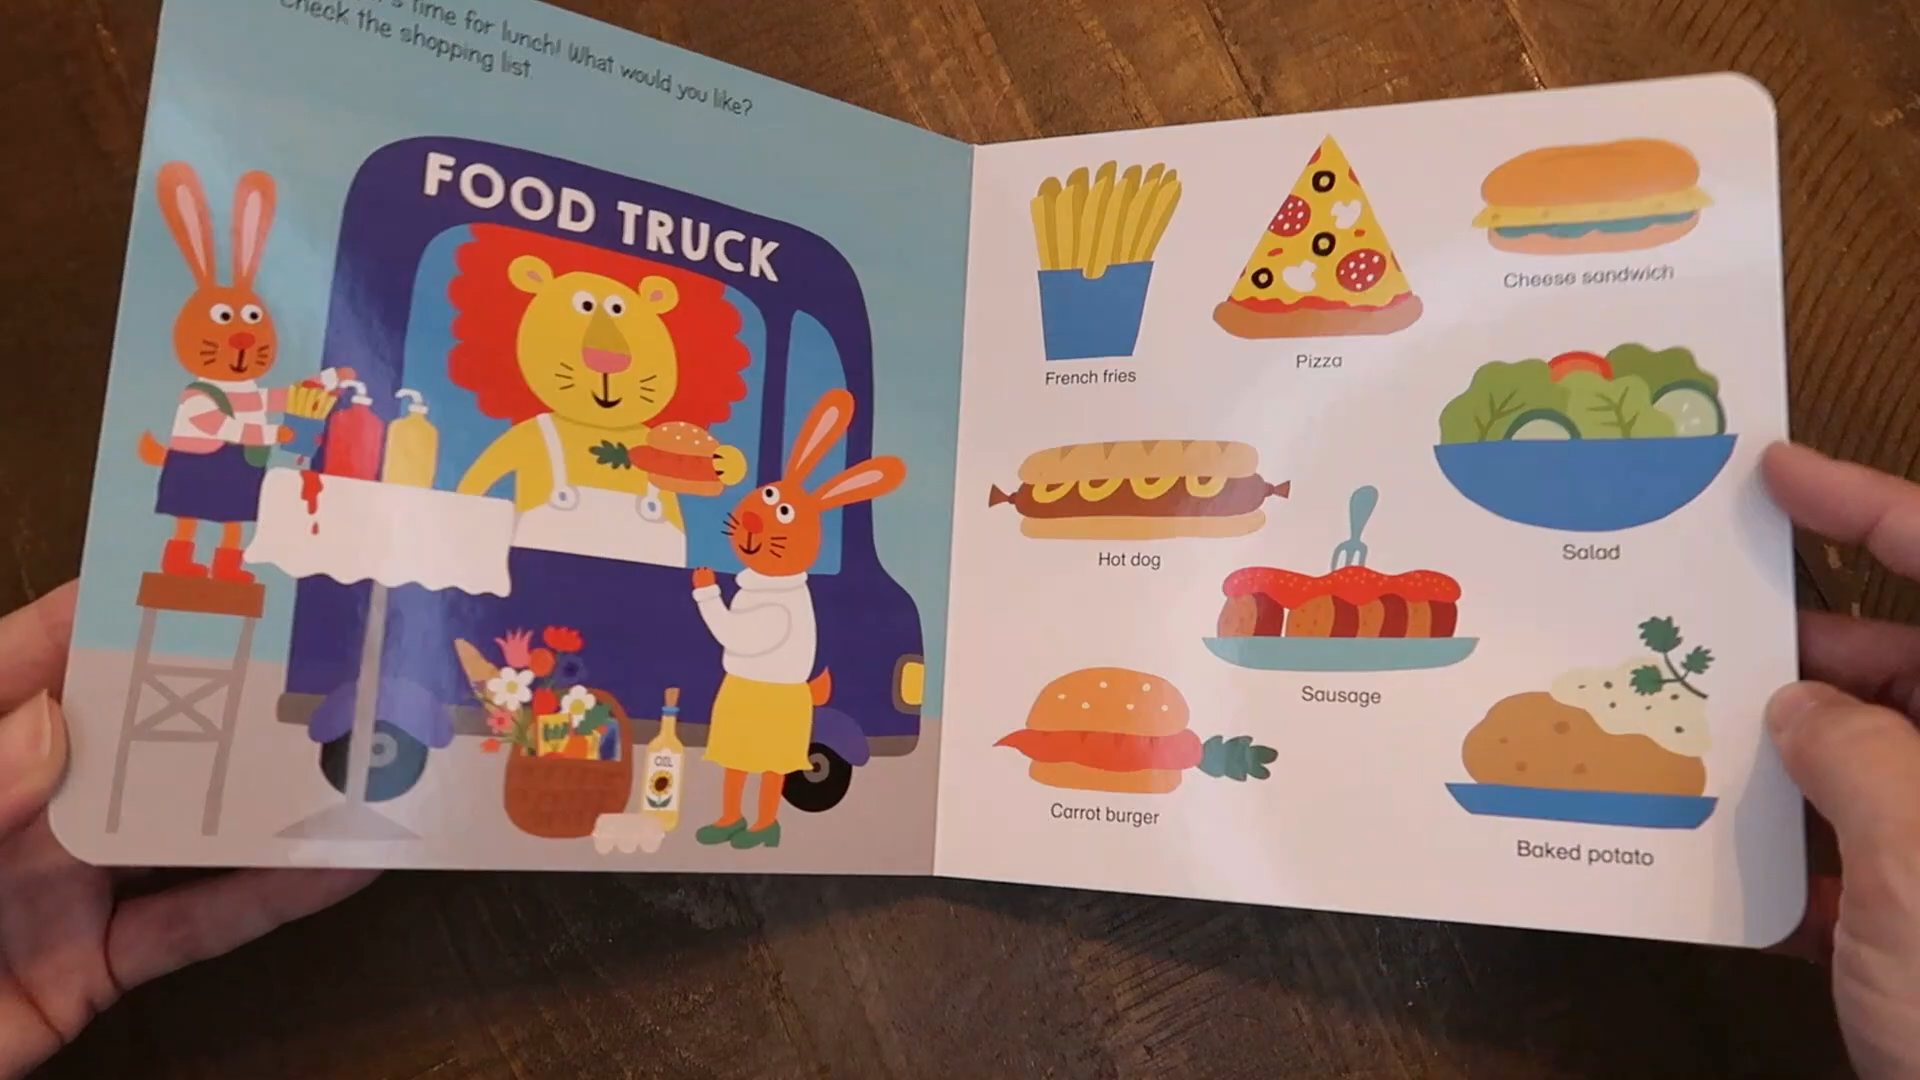 time for lunch! What would you like?
Check the shopping list.
FOOD TRUCK
OIL
French fries
Pizza
Cheese sandwich
Hot dog
Salad
Sausage
Carrot burger
Baked potato